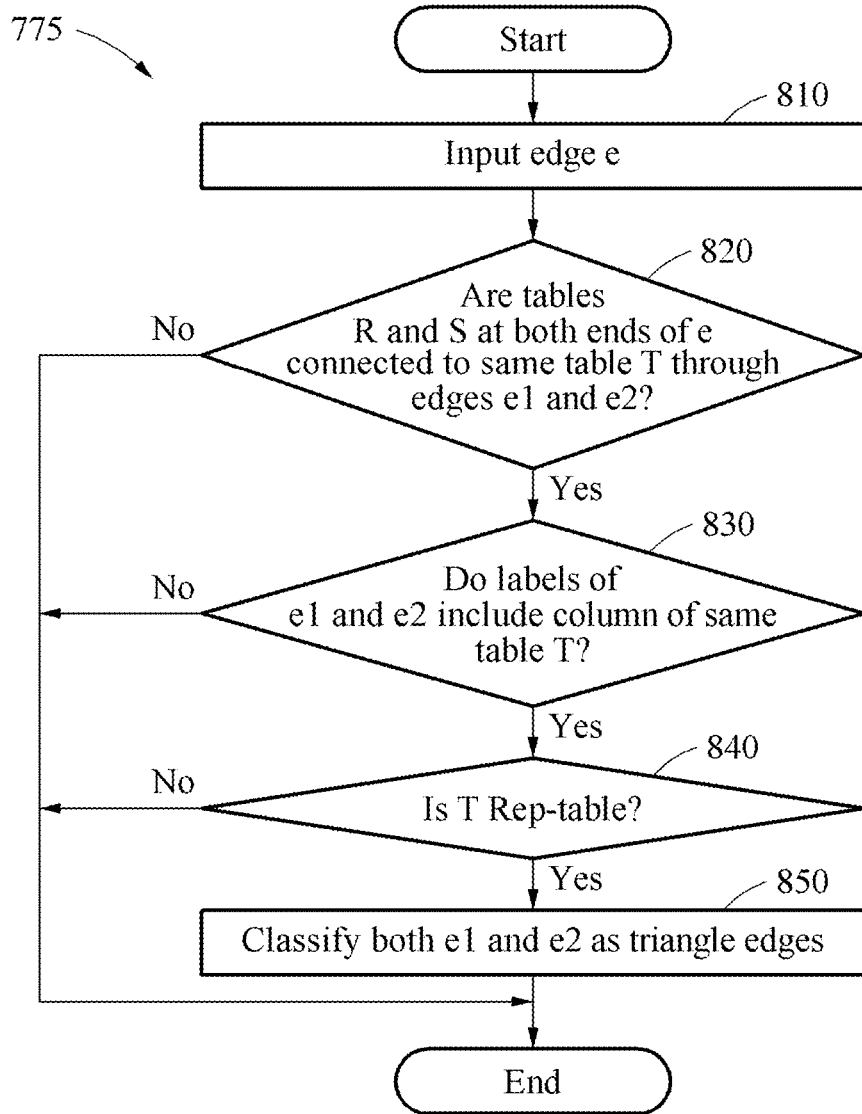 775
Start
810
Input edge e
820
Are tables
R and S at both ends of e
connected to same table T through
edges e1 and e2?
No
Yes
830
Do labels of
e1 and e2 include column of same
table T?
No
Yes
840
Is T Rep-table?
No
Yes
850
Classify both e1 and e2 as triangle edges
End